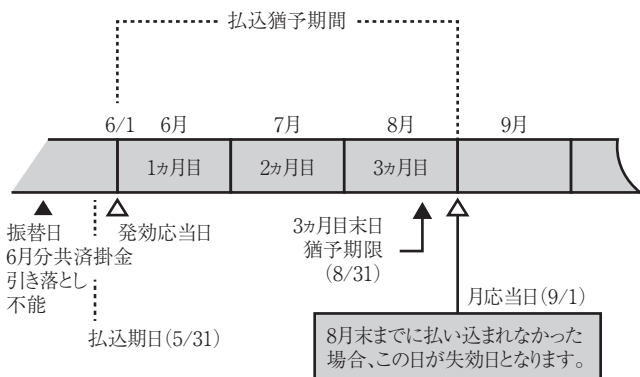 払込猶予期間
6/1 6月 7月 8月 9月
1ヵ月目 2ヵ月目 3ヵ月目
振替日
6月分共済掛金
引き落とし
不能
発効応当日
払込期日(5/31)
3ヵ月目末日
猶予期限
(8/31)
月応当日(9/1)
8月末までに払い込まれなかった
場合、この日が失効日となります。